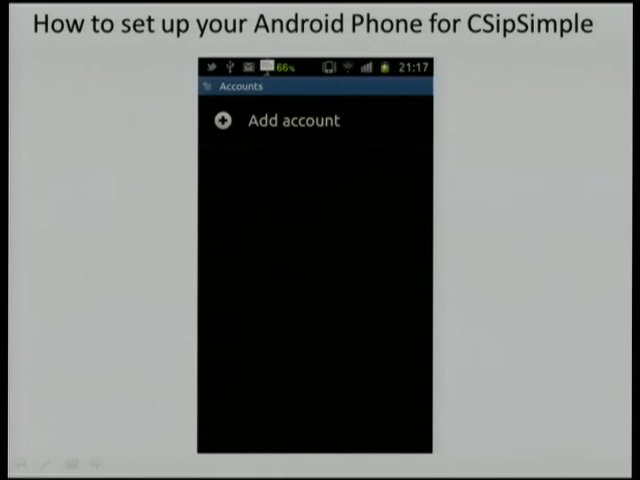 How to set up your Android Phone for CSipSimple
66% 21:17
Accounts
Add account